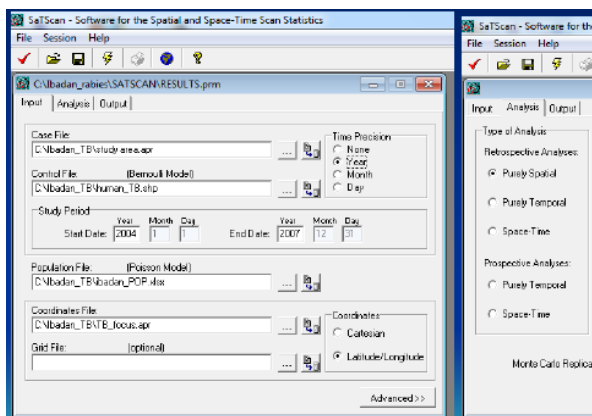 SaTScan - Software for the Spatial and Space-Time Scan Statistics
File Session Help
C:\Ibadan_rabies\SATSCAN\RESULTS.prm
Input Analysis Output
Case File:
C:\Ibadan_TB\study area.apr
...
Time Precision
None
Year
Month
Day
Control File: (Bernoulli Model)
C:\Ibadan_TB\human_TB.shp
...
Study Period
Year Month Day Year Month Day
Start Date: 2004 1 1 End Date: 2007 12 31
Population File: (Poisson Model)
C:\Ibadan_TB\ibadan_POP.xlsx
...
Coordinates File:
C:\Ibadan_TB\TB_focus.apr
...
Coordinates
Cartesian
Latitude/Longitude
Grid File: (optional)
...
Advanced >>
SaTScan - Software for the
File Session Help
Input Analysis Output
Type of Analysis
Retrospective Analyses:
Purely Spatial
Purely Temporal
Space-Time
Prospective Analyses:
Purely Temporal
Space-Time
Monte Carlo Replica